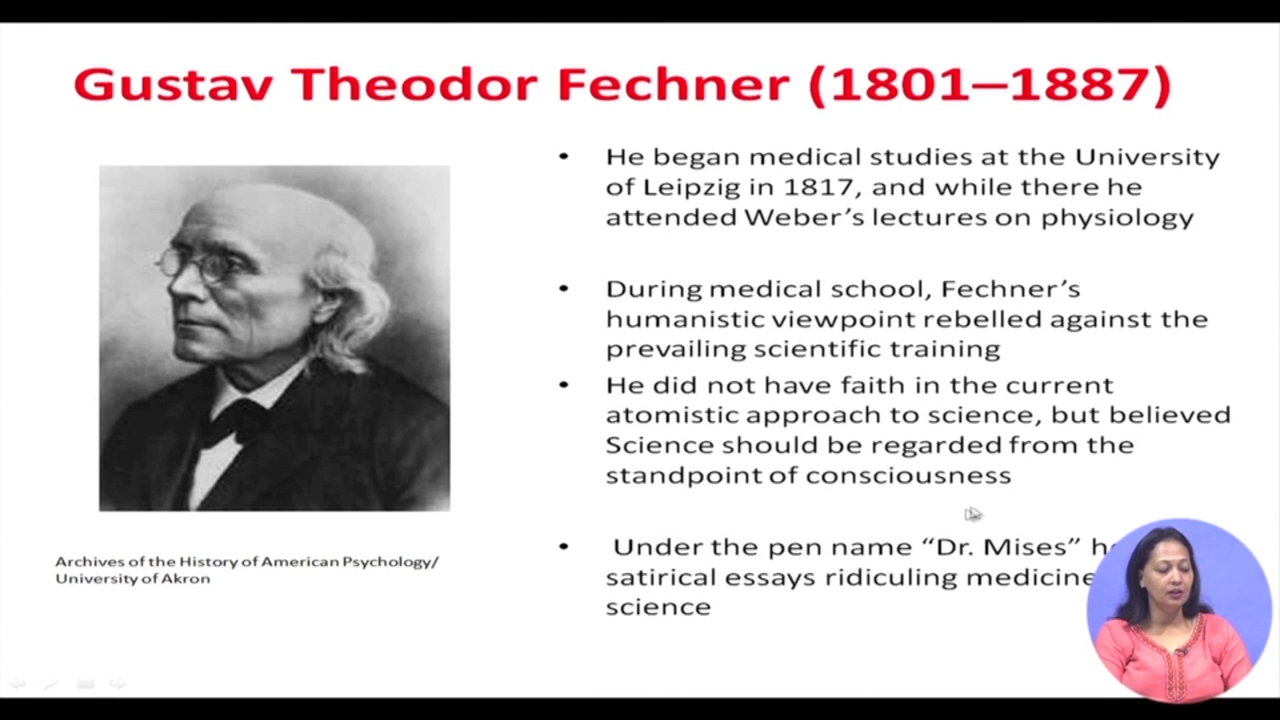 Gustav Theodor Fechner (1801–1887)
• He began medical studies at the University
of Leipzig in 1817, and while there he
attended Weber’s lectures on physiology
• During medical school, Fechner’s
humanistic viewpoint rebelled against the
prevailing scientific training
• He did not have faith in the current
atomistic approach to science, but believed
Science should be regarded from the
standpoint of consciousness
• Under the pen name “Dr. Mises”
satirical essays ridiculing medicine
science
Archives of the History of American Psychology/
University of Akron